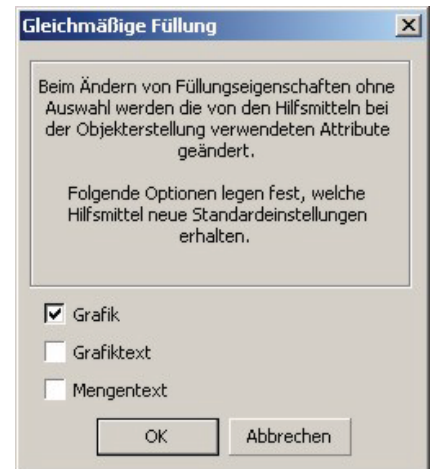 Gleichmäßige Füllung
Beim Ändern von Füllungseigenschaften ohne
Auswahl werden die von den Hilfsmitteln bei
der Objekterstellung verwendeten Attribute
geändert.
Folgende Optionen legen fest, welche
Hilfsmittel neue Standardeinstellungen
erhalten.
Grafik
Grafiktext
Mengentext
OK Abbrechen